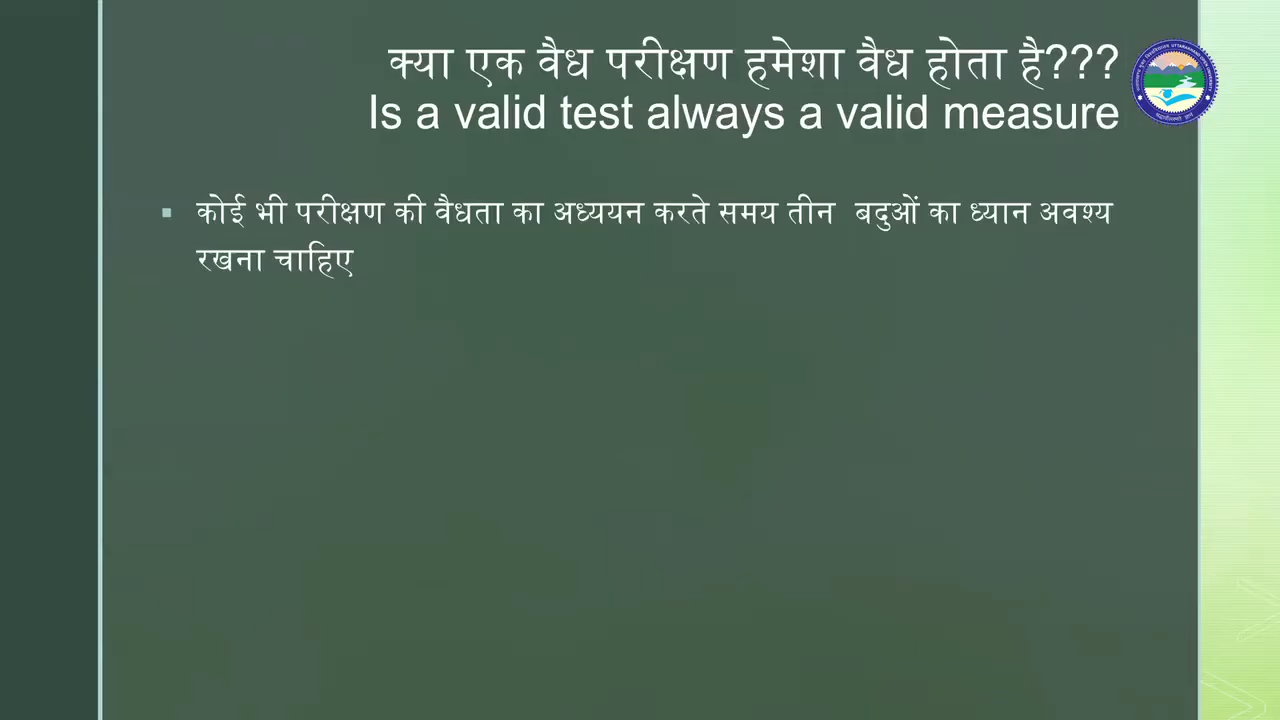 क्या एक वैध परीक्षण हमेशा वैध होता है???
Is a valid test always a valid measure
▪ कोई भी परीक्षण की वैधता का अध्ययन करते समय तीन बदुओं का ध्यान अवश्य
रखना चाहिए